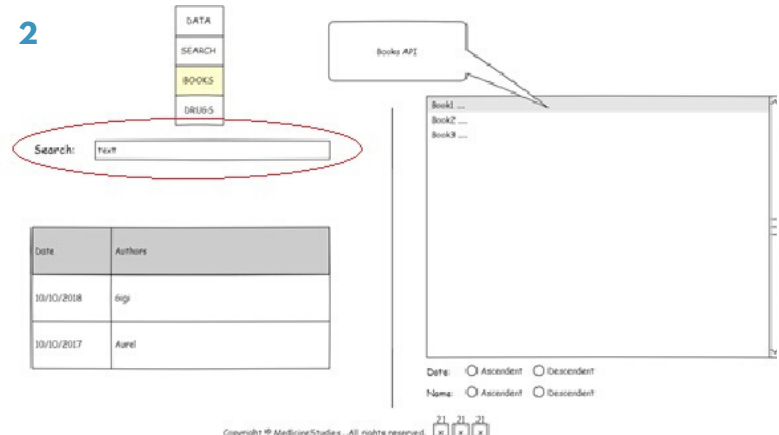 2
DATA
SEARCH
BOOKS
DRUGS
Books API
Search: text
Book1 ...
Book2 ...
Book3 ...
Date Authors
10/10/2018 Gigi
10/10/2017 Aurel
Date: Ascendent Descendent
Name: Ascendent Descendent
Copyright © MedicineStudies . All rights reserved.
21 21 21
x x x